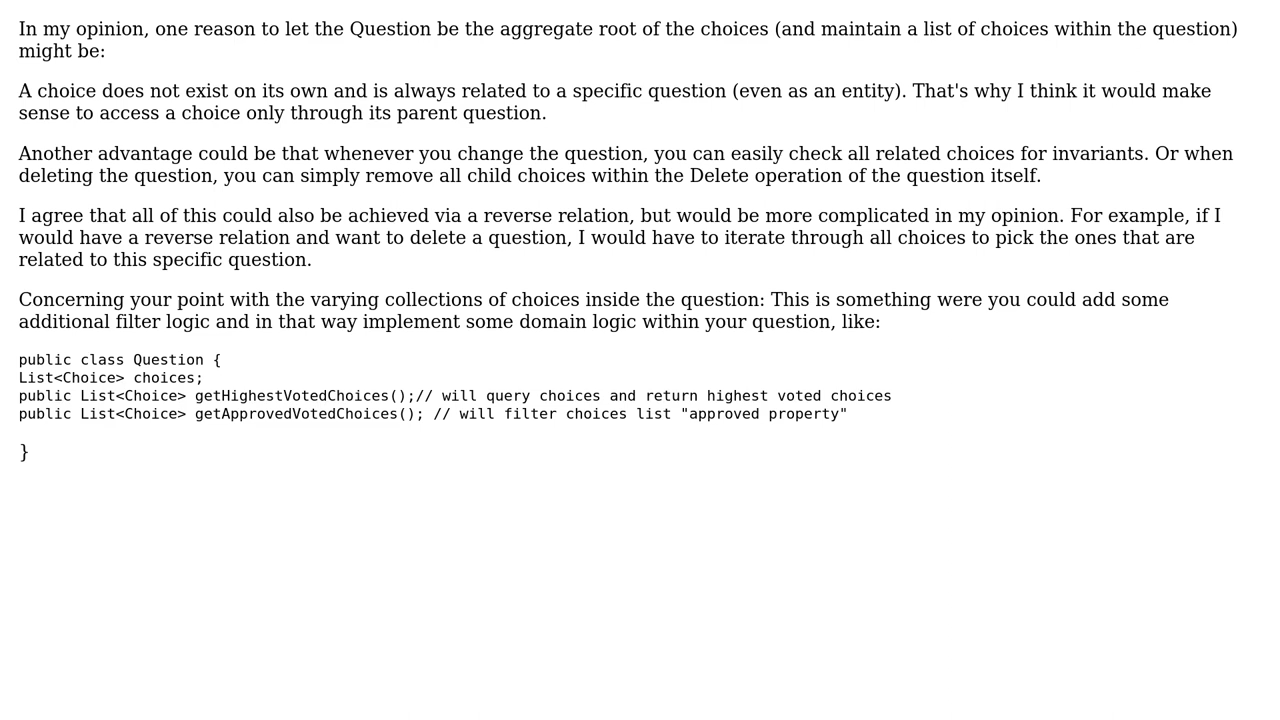 In my opinion, one reason to let the Question be the aggregate root of the choices (and maintain a list of choices within the question)
might be:
A choice does not exist on its own and is always related to a specific question (even as an entity). That's why I think it would make
sense to access a choice only through its parent question.
Another advantage could be that whenever you change the question, you can easily check all related choices for invariants. Or when
deleting the question, you can simply remove all child choices within the Delete operation of the question itself.
I agree that all of this could also be achieved via a reverse relation, but would be more complicated in my opinion. For example, if I
would have a reverse relation and want to delete a question, I would have to iterate through all choices to pick the ones that are
related to this specific question.
Concerning your point with the varying collections of choices inside the question: This is something were you could add some
additional filter logic and in that way implement some domain logic within your question, like:
public class Question {
List<Choice> choices;
public List<Choice> getHighestVotedChoices();// will query choices and return highest voted choices
public List<Choice> getApprovedVotedChoices(); // will filter choices list "approved property"
}